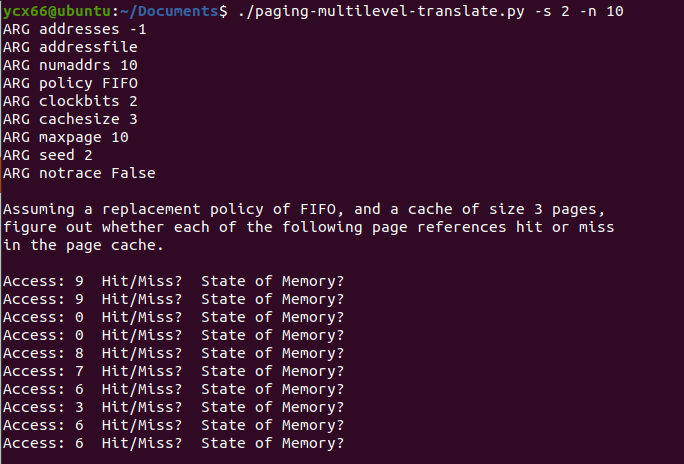 ycx66@ubuntu:~/Documents$ ./paging-multilevel-translate.py -s 2 -n 10
ARG addresses -1
ARG addressfile
ARG numaddrs 10
ARG policy FIFO
ARG clockbits 2
ARG cachesize 3
ARG maxpage 10
ARG seed 2
ARG notrace False

Assuming a replacement policy of FIFO, and a cache of size 3 pages,
figure out whether each of the following page references hit or miss
in the page cache.

Access: 9  Hit/Miss?  State of Memory?
Access: 9  Hit/Miss?  State of Memory?
Access: 0  Hit/Miss?  State of Memory?
Access: 0  Hit/Miss?  State of Memory?
Access: 8  Hit/Miss?  State of Memory?
Access: 7  Hit/Miss?  State of Memory?
Access: 6  Hit/Miss?  State of Memory?
Access: 3  Hit/Miss?  State of Memory?
Access: 6  Hit/Miss?  State of Memory?
Access: 6  Hit/Miss?  State of Memory?